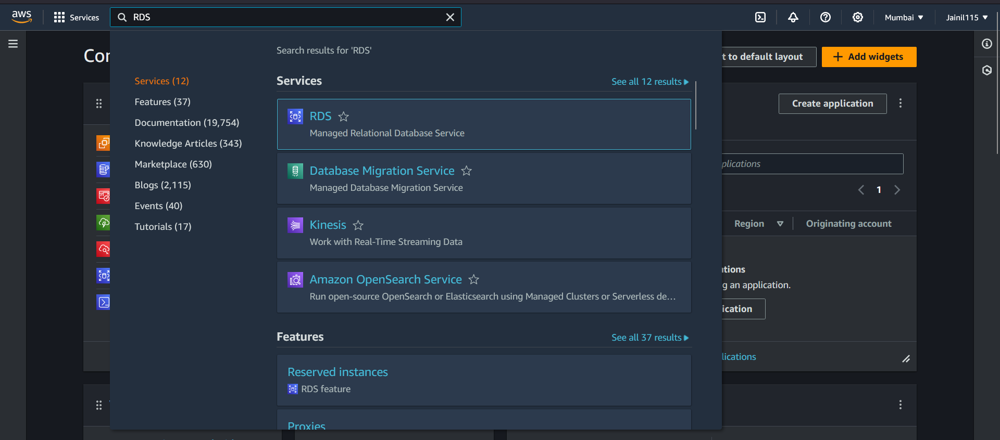 aws
Services
RDS
Mumbai ▼
Jainil115 ▼
Search results for 'RDS'
t to default layout
+ Add widgets
Services (12)
Features (37)
Documentation (19,754)
Knowledge Articles (343)
Marketplace (630)
Blogs (2,115)
Events (40)
Tutorials (17)
Services
See all 12 results ▶
RDS
Managed Relational Database Service
Database Migration Service
Managed Database Migration Service
Kinesis
Work with Real-Time Streaming Data
Amazon OpenSearch Service
Run open-source OpenSearch or Elasticsearch using Managed Clusters or Serverless de...
Features
See all 37 results ▶
Reserved instances
RDS feature
Proxies
Create application
plications
1
Region
Originating account
ations
g an application.
ication
lications